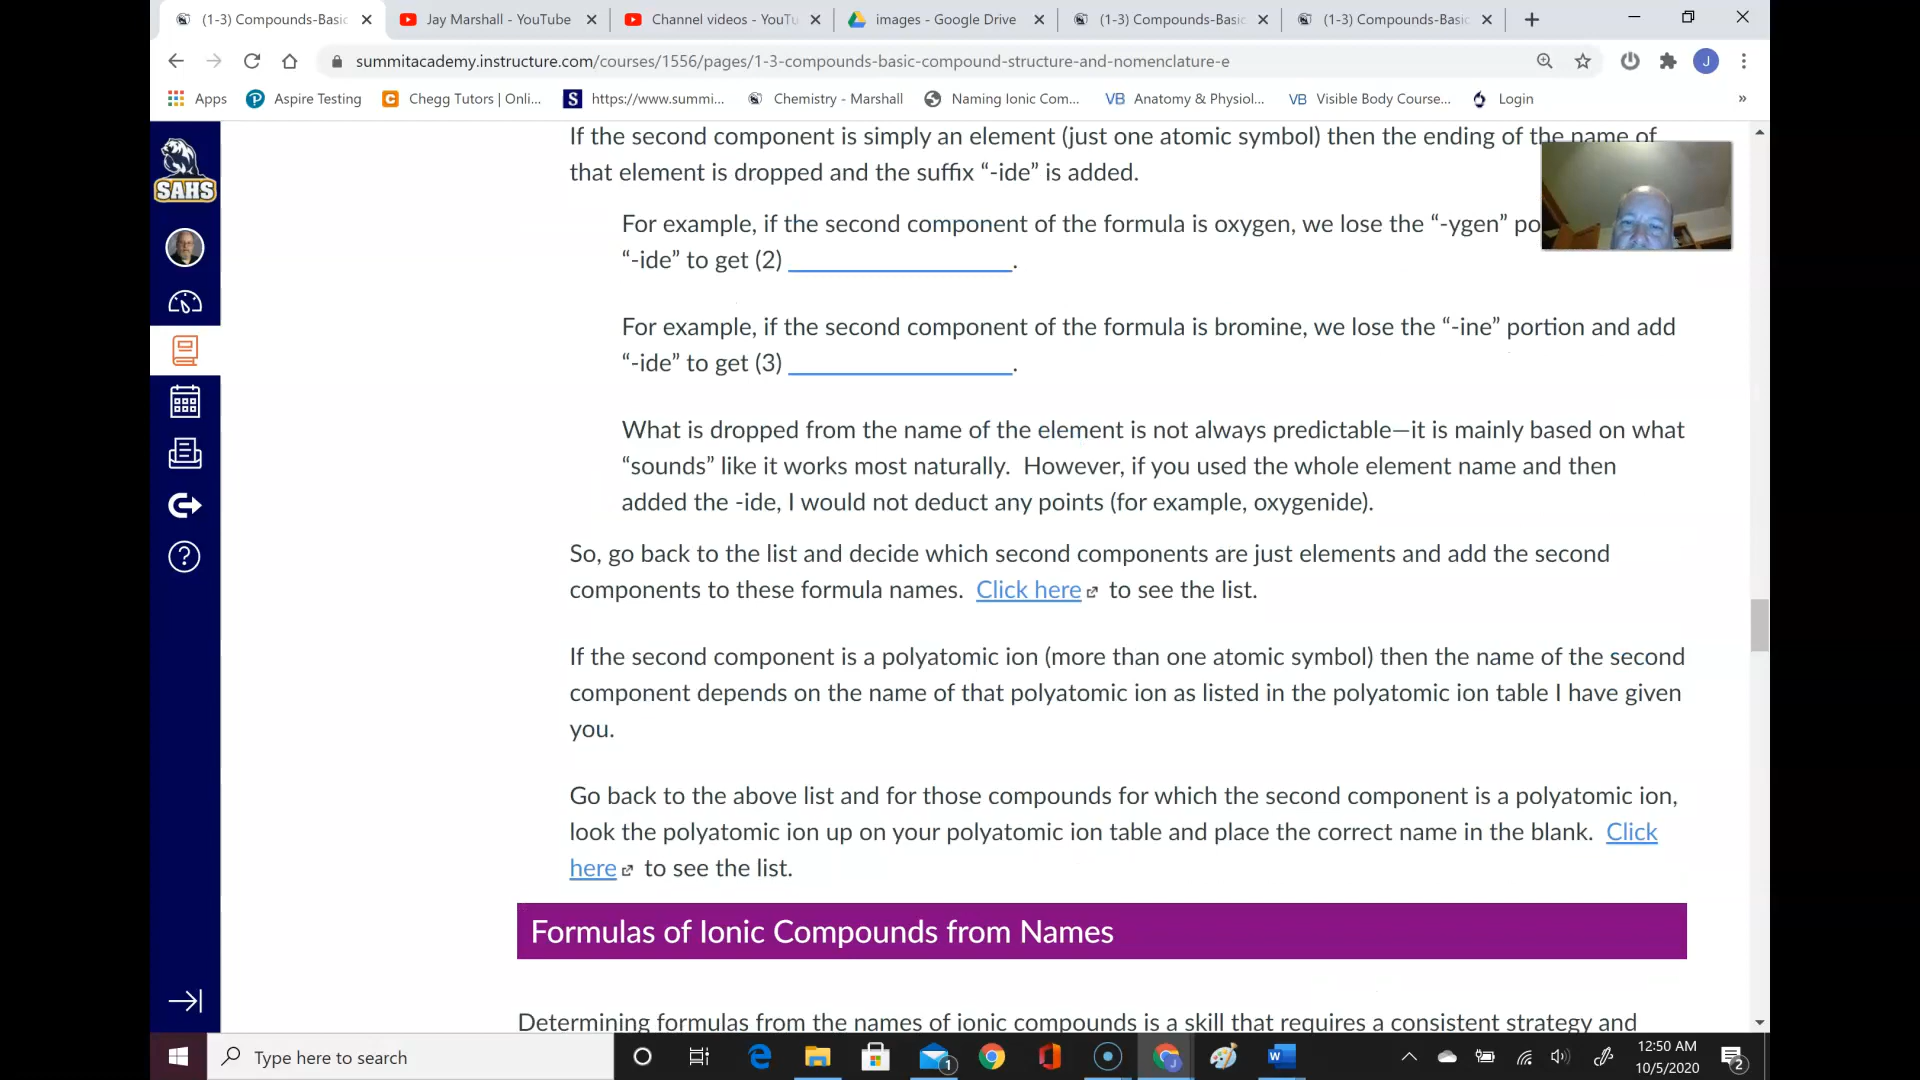 (1-3) Compounds-Basic
Jay Marshall - YouTube
Channel videos - YouTu
images - Google Drive
(1-3) Compounds-Basic
(1-3) Compounds-Basic
summitacademy.instructure.com/courses/1556/pages/1-3-compounds-basic-compound-structure-and-nomenclature-e
J
Apps
Aspire Testing
Chegg Tutors | Onli...
https://www.summi...
Chemistry - Marshall
Naming Ionic Com...
VB Anatomy & Physiol...
VB Visible Body Course...
Login
»
SAHS
If the second component is simply an element (just one atomic symbol) then the ending of the name of
that element is dropped and the suffix “-ide” is added.
For example, if the second component of the formula is oxygen, we lose the “-ygen” po
“-ide” to get (2) ________________.
For example, if the second component of the formula is bromine, we lose the “-ine” portion and add
“-ide” to get (3) ________________.
What is dropped from the name of the element is not always predictable—it is mainly based on what
“sounds” like it works most naturally. However, if you used the whole element name and then
added the -ide, I would not deduct any points (for example, oxygenide).
So, go back to the list and decide which second components are just elements and add the second
components to these formula names. Click here to see the list.
If the second component is a polyatomic ion (more than one atomic symbol) then the name of the second
component depends on the name of that polyatomic ion as listed in the polyatomic ion table I have given
you.
Go back to the above list and for those compounds for which the second component is a polyatomic ion,
look the polyatomic ion up on your polyatomic ion table and place the correct name in the blank. Click
here to see the list.
Formulas of Ionic Compounds from Names
Determining formulas from the names of ionic compounds is a skill that requires a consistent strategy and
Type here to search
1
12:50 AM
10/5/2020
2